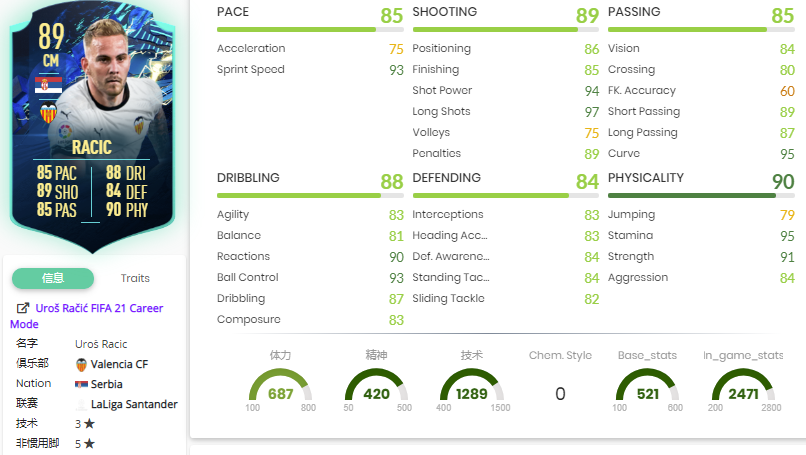 89
CM
RACIC
85 PAC 88 DRI
89 SHO 84 DEF
85 PAS 90 PHY
信息 Traits
Uroš Račić FIFA 21 Career
Mode
名字 Uroš Racic
俱乐部 Valencia CF
Nation Serbia
联赛 LaLiga Santander
技术 3 ★
非惯用脚 5 ★
PACE 85
Acceleration 75
Sprint Speed 93
SHOOTING 89
Positioning 86
Finishing 85
Shot Power 94
Long Shots 97
Volleys 75
Penalties 89
PASSING 85
Vision 84
Crossing 80
FK. Accuracy 60
Short Passing 89
Long Passing 87
Curve 95
DRIBBLING 88
Agility 83
Balance 81
Reactions 90
Ball Control 93
Dribbling 87
Composure 83
DEFENDING 84
Interceptions 83
Heading Acc... 83
Def. Awarene... 84
Standing Tac... 84
Sliding Tackle 82
PHYSICALITY 90
Jumping 79
Stamina 95
Strength 91
Aggression 84
体力 精神 技术 Chem. Style Base_stats In_game_stats
687 420 1289 0 521 2471
100 800 50 500 400 1500 100 600 200 2800